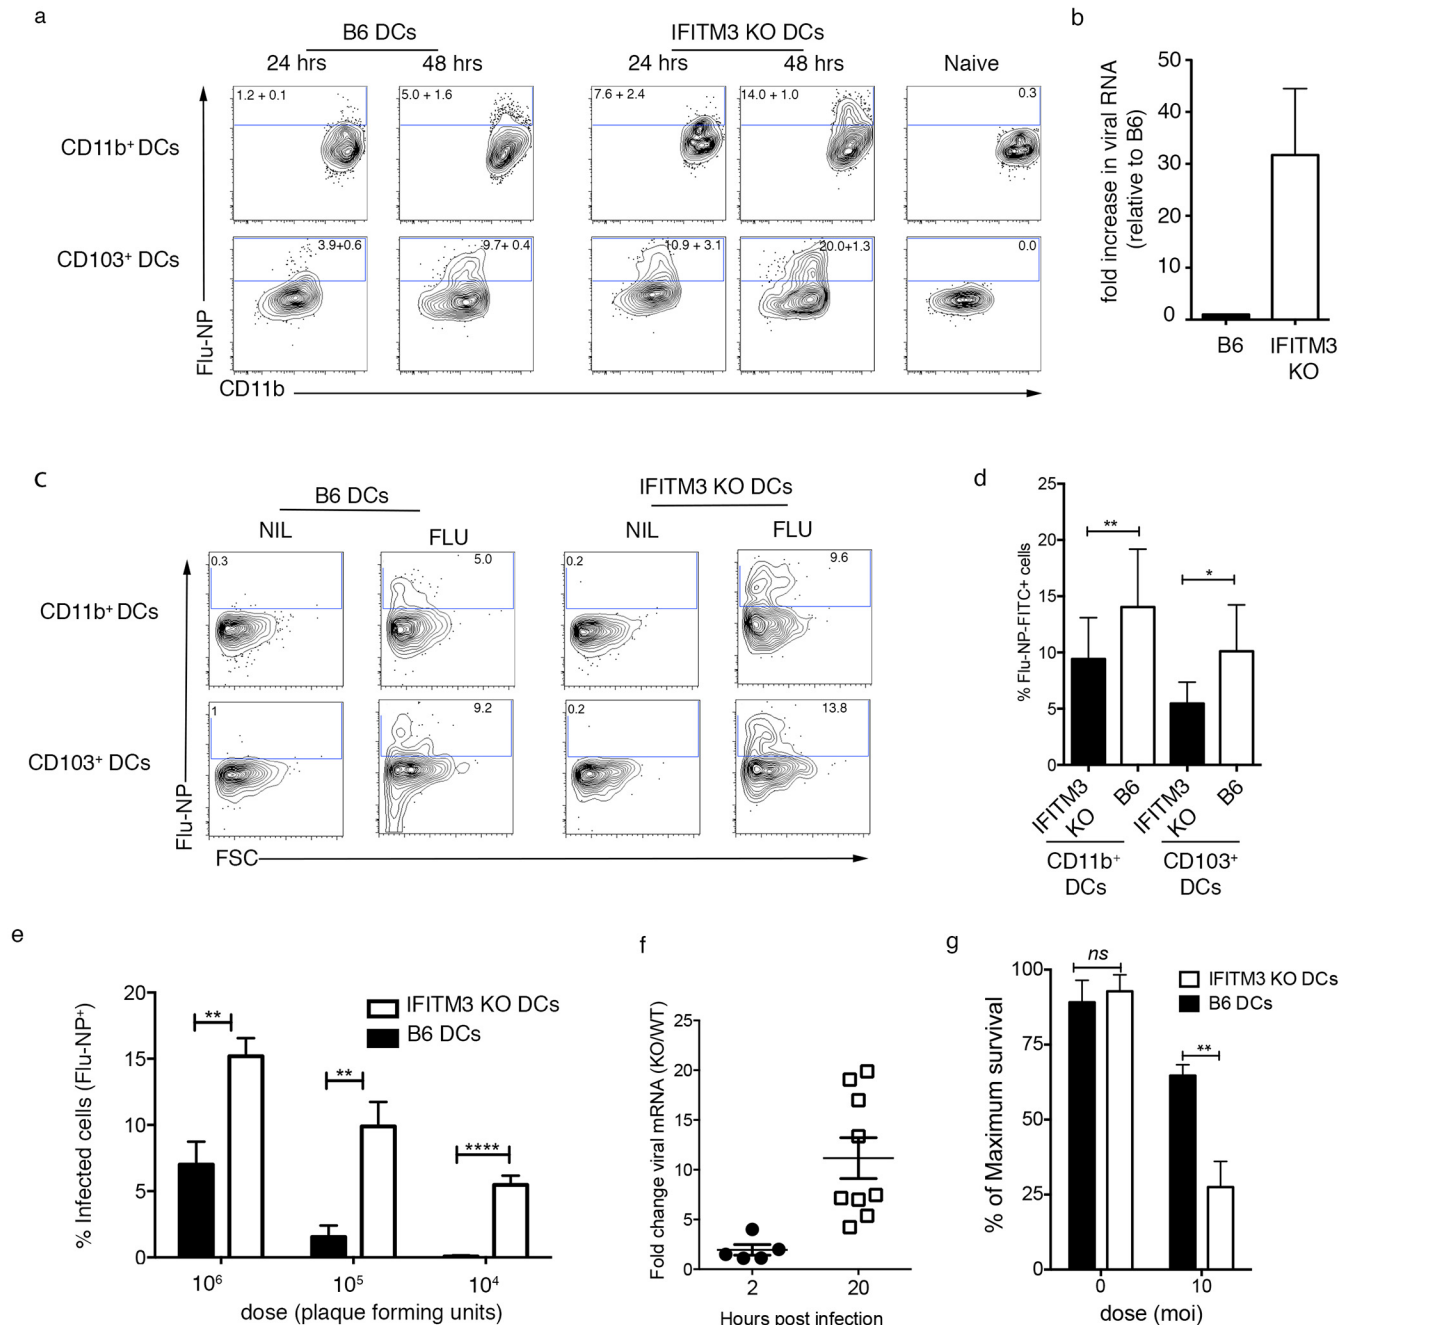 a
B6 DCs
IFITM3 KO DCs
24 hrs
48 hrs
24 hrs
48 hrs
Naive
CD11b+ DCs
1.2 + 0.1
5.0 + 1.6
7.6 + 2.4
14.0 + 1.0
0.3
CD103+ DCs
3.9+0.6
9.7+ 0.4
10.9 + 3.1
20.0+1.3
0.0
Flu-NP
CD11b
b
fold increase in viral RNA
(relative to B6)
50
40
30
20
10
0
B6
IFITM3
KO
c
B6 DCs
IFITM3 KO DCs
NIL
FLU
NIL
FLU
CD11b+ DCs
0.3
5.0
0.2
9.6
CD103+ DCs
1
9.2
0.2
13.8
Flu-NP
FSC
d
% Flu-NP-FITC+ cells
25
20
15
10
5
0
**
*
IFITM3
KO
B6
IFITM3
KO
B6
CD11b+
DCs
CD103+
DCs
e
% Infected cells (Flu-NP+)
20
15
10
5
0
**
**
****
IFITM3 KO DCs
B6 DCs
10⁶
10⁵
10⁴
dose (plaque forming units)
f
Fold change viral mRNA (KO/WT)
25
20
15
10
5
0
2
20
Hours post infection
g
% of Maximum survival
100
75
50
25
0
ns
**
IFITM3 KO DCs
B6 DCs
0
10
dose (moi)